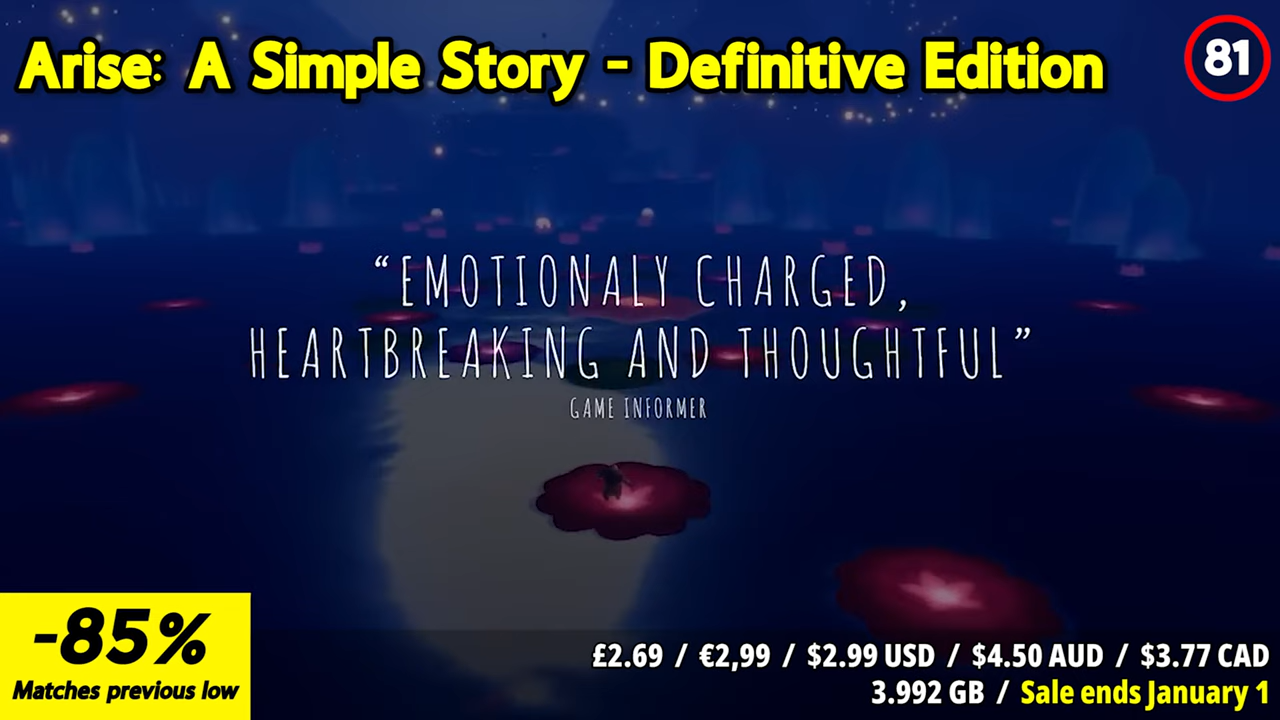 Arise: A Simple Story - Definitive Edition
81
“EMOTIONALY CHARGED,
HEARTBREAKING AND THOUGHTFUL”
GAME INFORMER
-85%
Matches previous low
£2.69 / €2,99 / $2.99 USD / $4.50 AUD / $3.77 CAD
3.992 GB / Sale ends January 1